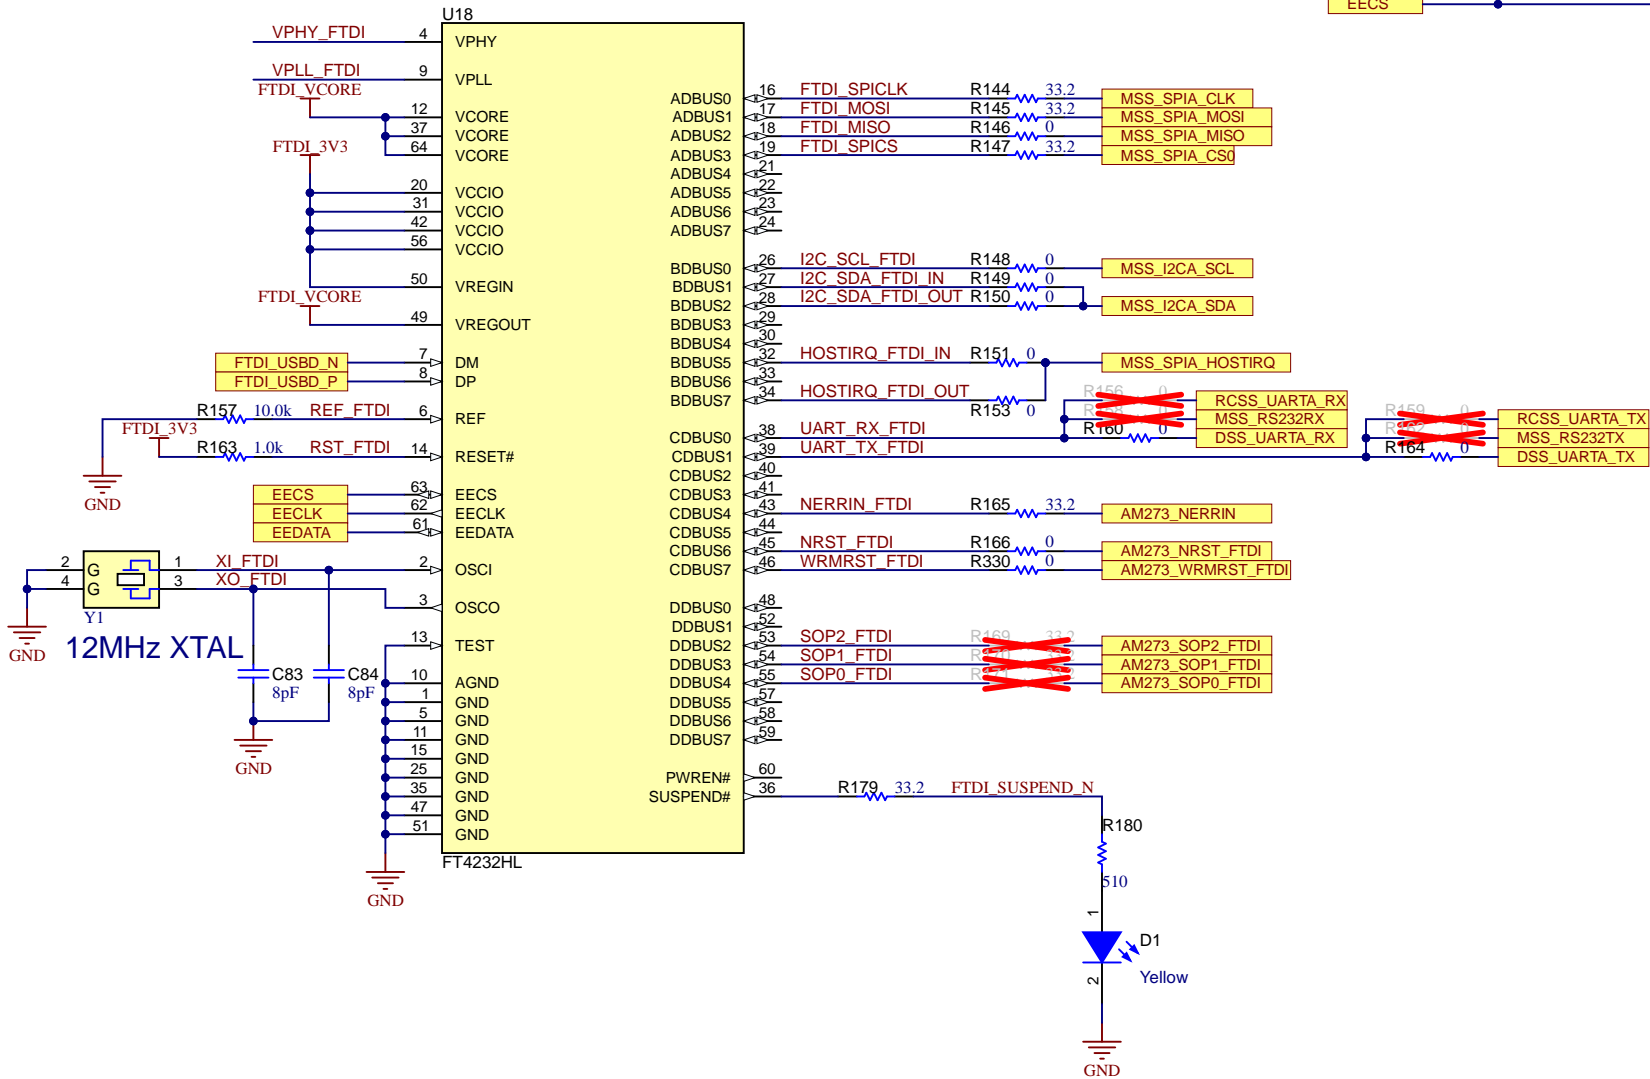 EECS
U18
VPHY_FTDI 4 VPHY
VPLL_FTDI 9 VPLL
FTDI_VCORE
12 VCORE
37 VCORE
64 VCORE
FTDI_3V3
20 VCCIO
31 VCCIO
42 VCCIO
56 VCCIO
50 VREGIN
FTDI_VCORE
49 VREGOUT
FTDI_USBD_N 7 DM
FTDI_USBD_P 8 DP
R157 10.0k REF_FTDI 6 REF
FTDI_3V3
R163 1.0k RST_FTDI 14 RESET#
GND
EECS 63 EECS
EECLK 62 EECLK
EEDATA 61 EEDATA
2 G 1 XI_FTDI 2 OSCI
4 G 3 XO_FTDI 3 OSCO
Y1
GND
12MHz XTAL
13 TEST
C83 8pF
C84 8pF
GND
10 AGND
1 GND
5 GND
11 GND
15 GND
25 GND
35 GND
47 GND
51 GND
GND
FT4232HL
ADBUS0 16 FTDI_SPICLK R144 33.2 MSS_SPIA_CLK
ADBUS1 17 FTDI_MOSI R145 33.2 MSS_SPIA_MOSI
ADBUS2 18 FTDI_MISO R146 0 MSS_SPIA_MISO
ADBUS3 19 FTDI_SPICS R147 33.2 MSS_SPIA_CS0
ADBUS4 21
ADBUS5 22
ADBUS6 23
ADBUS7 24
BDBUS0 26 I2C_SCL_FTDI R148 0 MSS_I2CA_SCL
BDBUS1 27 I2C_SDA_FTDI_IN R149 0
BDBUS2 28 I2C_SDA_FTDI_OUT R150 0 MSS_I2CA_SDA
BDBUS3 29
BDBUS4 30
BDBUS5 32 HOSTIRQ_FTDI_IN R151 0 MSS_SPIA_HOSTIRQ
BDBUS6 33
BDBUS7 34 HOSTIRQ_FTDI_OUT R153 0
R156 0 RCSS_UARTA_RX
MSS_RS232RX
CDBUS0 38 UART_RX_FTDI R160 0 DSS_UARTA_RX
R159 0 RCSS_UARTA_TX
MSS_RS232TX
CDBUS1 39 UART_TX_FTDI R164 0 DSS_UARTA_TX
CDBUS2 40
CDBUS3 41
CDBUS4 43 NERRIN_FTDI R165 33.2 AM273_NERRIN
CDBUS5 44
CDBUS6 45 NRST_FTDI R166 0 AM273_NRST_FTDI
CDBUS7 46 WRMRST_FTDI R330 0 AM273_WRMRST_FTDI
DDBUS0 48
DDBUS1 52
DDBUS2 53 SOP2_FTDI R169 33.2 AM273_SOP2_FTDI
DDBUS3 54 SOP1_FTDI AM273_SOP1_FTDI
DDBUS4 55 SOP0_FTDI AM273_SOP0_FTDI
DDBUS5 57
DDBUS6 58
DDBUS7 59
PWREN# 60
SUSPEND# 36 R179 33.2 FTDI_SUSPEND_N
R180
510
1
D1
Yellow
2
GND